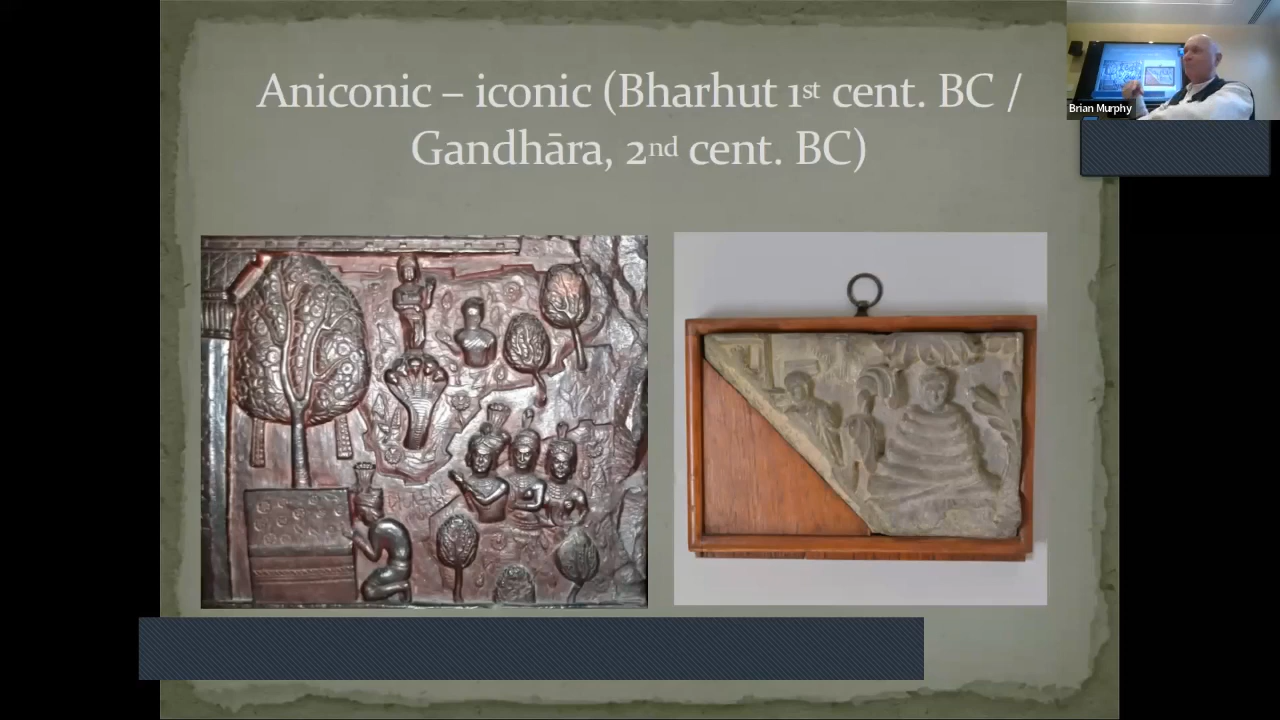 Aniconic – iconic (Bharhut 1st cent. BC /
Gandhāra, 2nd cent. BC)
Brian Murphy